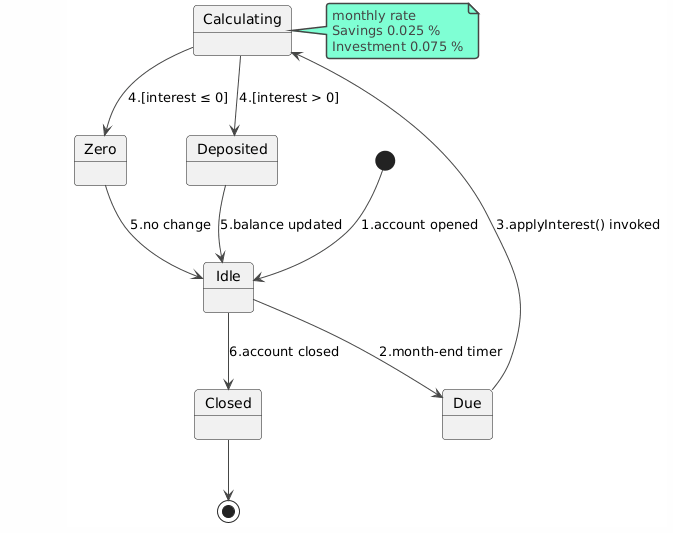 Calculating
monthly rate
Savings 0.025 %
Investment 0.075 %
4.[interest ≤ 0]
4.[interest > 0]
Zero
Deposited
5.no change
5.balance updated
1.account opened
3.applyInterest() invoked
Idle
6.account closed
2.month-end timer
Closed
Due